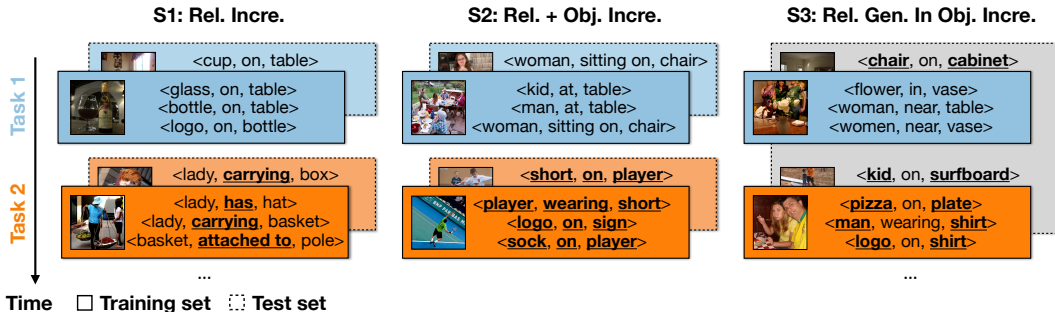 S1: Rel. Incre.
S2: Rel. + Obj. Incre.
S3: Rel. Gen. In Obj. Incre.
Task 1
<cup, on, table>
<glass, on, table>
<bottle, on, table>
<logo, on, bottle>
<woman, sitting on, chair>
<kid, at, table>
<man, at, table>
<woman, sitting on, chair>
<chair, on, cabinet>
<flower, in, vase>
<woman, near, table>
<women, near, vase>
Task 2
<lady, carrying, box>
<lady, has, hat>
<lady, carrying, basket>
<basket, attached to, pole>
<short, on, player>
<player, wearing, short>
<logo, on, sign>
<sock, on, player>
<kid, on, surfboard>
<pizza, on, plate>
<man, wearing, shirt>
<logo, on, shirt>
...
...
Time
Training set
Test set